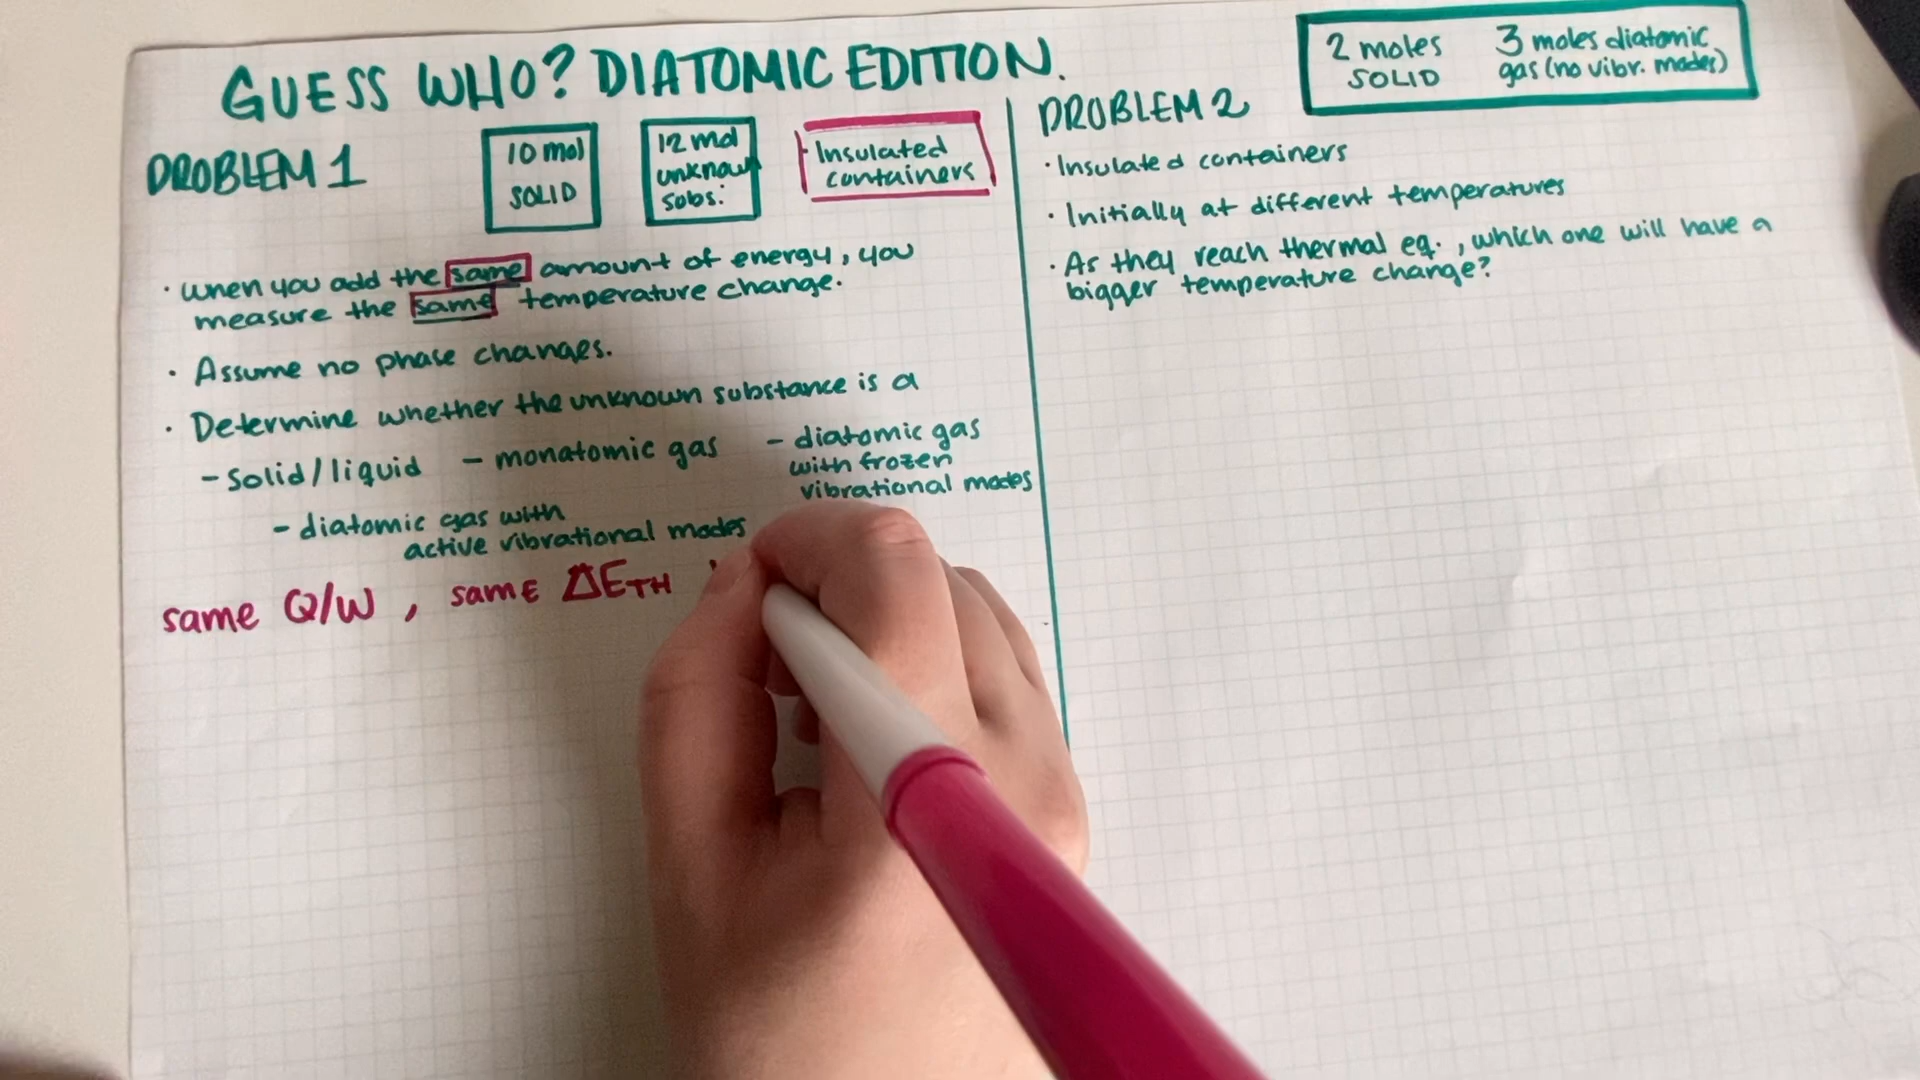 GUESS WHO? DIATOMIC EDITION.
PROBLEM 1
10 mol
SOLID
12 mol
unknown
subs.
Insulated
containers
· When you add the same amount of energy, you
measure the same temperature change.
· Assume no phase changes.
· Determine whether the unknown substance is a
- solid/liquid - monatomic gas - diatomic gas
with frozen
vibrational modes
- diatomic gas with
active vibrational modes
same Q/W, same ΔETH
2 moles
SOLID
3 moles diatomic
gas (no vibr. modes)
PROBLEM 2
· Insulated containers
· Initially at different temperatures
· As they reach thermal eq., which one will have a
bigger temperature change?